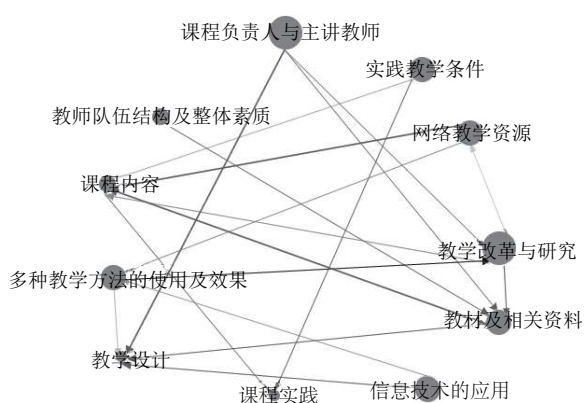 课程负责人与主讲教师
实践教学条件
教师队伍结构及整体素质
网络教学资源
课程内容
教学改革与研究
多种教学方法的使用及效果
教材及相关资料
教学设计
信息技术的应用
课程实践